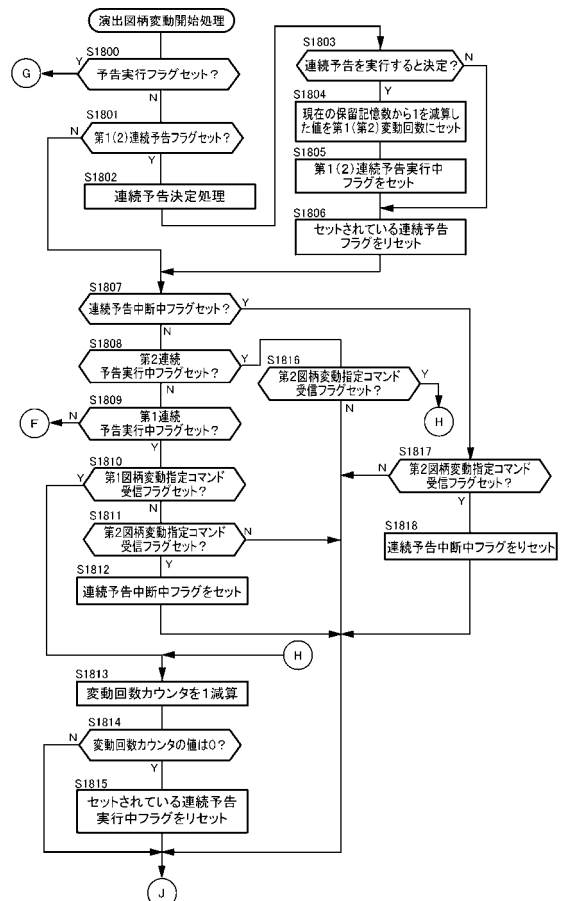 演出図柄変動開始処理
S1800
予告実行フラグセット?
Y
G
N
S1801
第1(2)連続予告フラグセット?
N
Y
S1802
連続予告決定処理
S1803
連続予告を実行すると決定?
N
Y
S1804
現在の保留記憶数から1を減算し
た値を第1(第2)変動回数にセット
S1805
第1(2)連続予告実行中
フラグをセット
S1806
セットされている連続予告
フラグをリセット
S1807
連続予告中断中フラグセット?
Y
N
S1808
第2連続
予告実行中フラグセット?
Y
N
S1816
第2図柄変動指定コマンド
受信フラグセット?
Y
N
H
S1809
第1連続
予告実行中フラグセット?
N
F
Y
S1810
第1図柄変動指定コマンド
受信フラグセット?
Y
N
S1811
第2図柄変動指定コマンド
受信フラグセット?
N
Y
S1812
連続予告中断中フラグをセット
S1817
第2図柄変動指定コマンド
受信フラグセット?
N
Y
S1818
連続予告中断中フラグをりセット
H
S1813
変動回数カウンタを1減算
S1814
変動回数カウンタの値は0?
N
Y
S1815
セットされている連続予告
実行中フラグをリセット
J